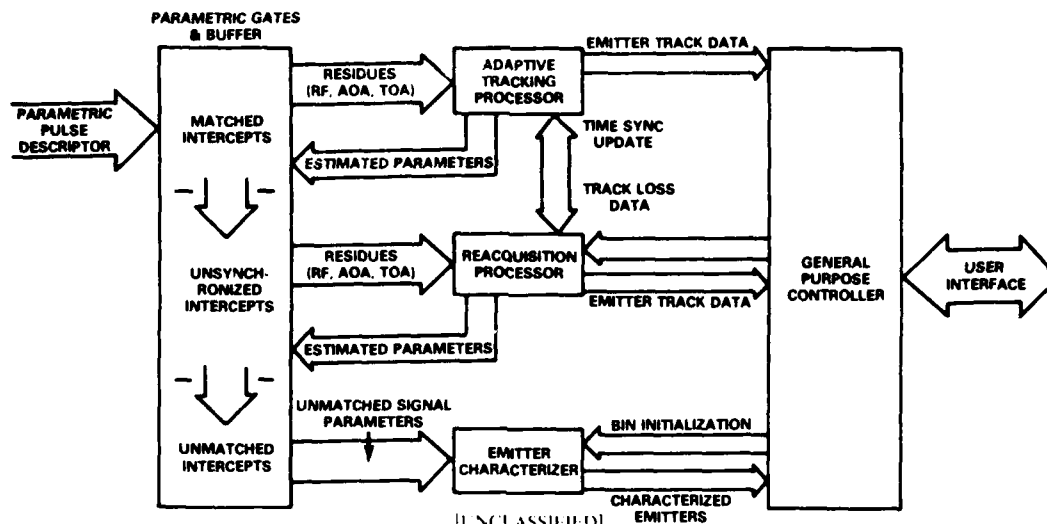 PARAMETRIC GATES
& BUFFER
EMITTER TRACK DATA
RESIDUES
(RF, AOA, TOA)
ADAPTIVE
TRACKING
PROCESSOR
PARAMETRIC
PULSE
DESCRIPTOR
MATCHED
INTERCEPTS
ESTIMATED PARAMETERS
TIME SYNC
UPDATE
TRACK LOSS
DATA
UNSYNCH-
RONIZED
INTERCEPTS
RESIDUES
(RF, AOA, TOA)
REACQUISITION
PROCESSOR
EMITTER TRACK DATA
GENERAL
PURPOSE
CONTROLLER
USER
INTERFACE
ESTIMATED PARAMETERS
UNMATCHED SIGNAL
PARAMETERS
UNMATCHED
INTERCEPTS
EMITTER
CHARACTERIZER
BIN INITIALIZATION
CHARACTERIZED
EMITTERS
[UNCLASSIFIED]